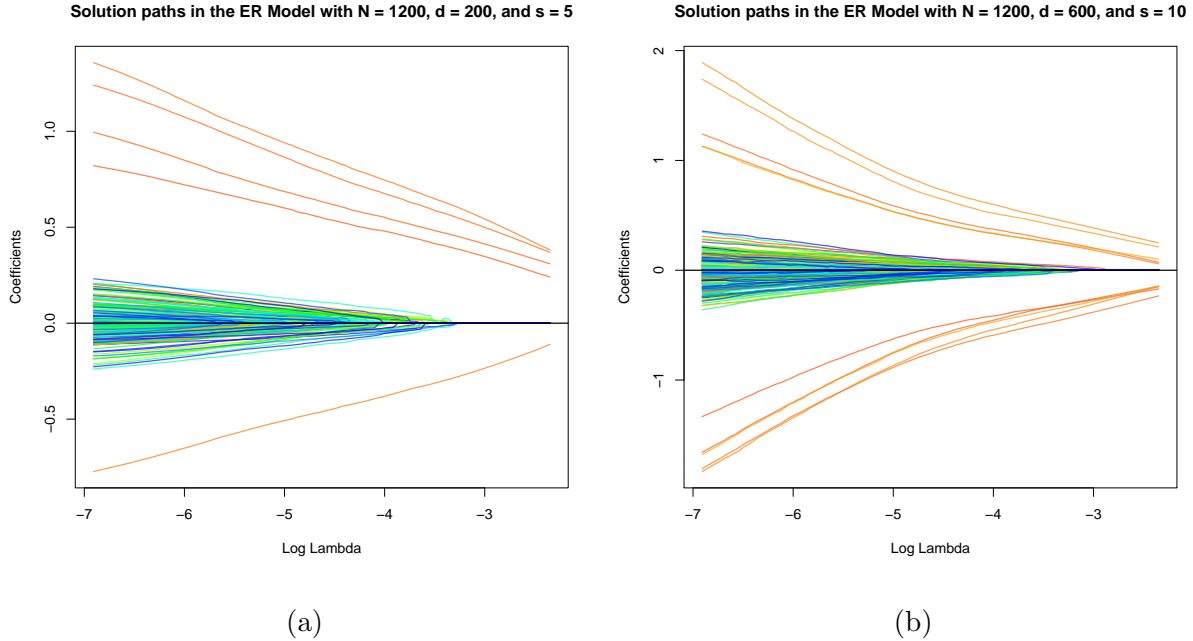 Solution paths in the ER Model with N = 1200, d = 200, and s = 5
Coefficients
1.0
0.5
0.0
−0.5
−7
−6
−5
−4
−3
Log Lambda
(a)
Solution paths in the ER Model with N = 1200, d = 600, and s = 10
Coefficients
2
1
0
−1
−7
−6
−5
−4
−3
Log Lambda
(b)